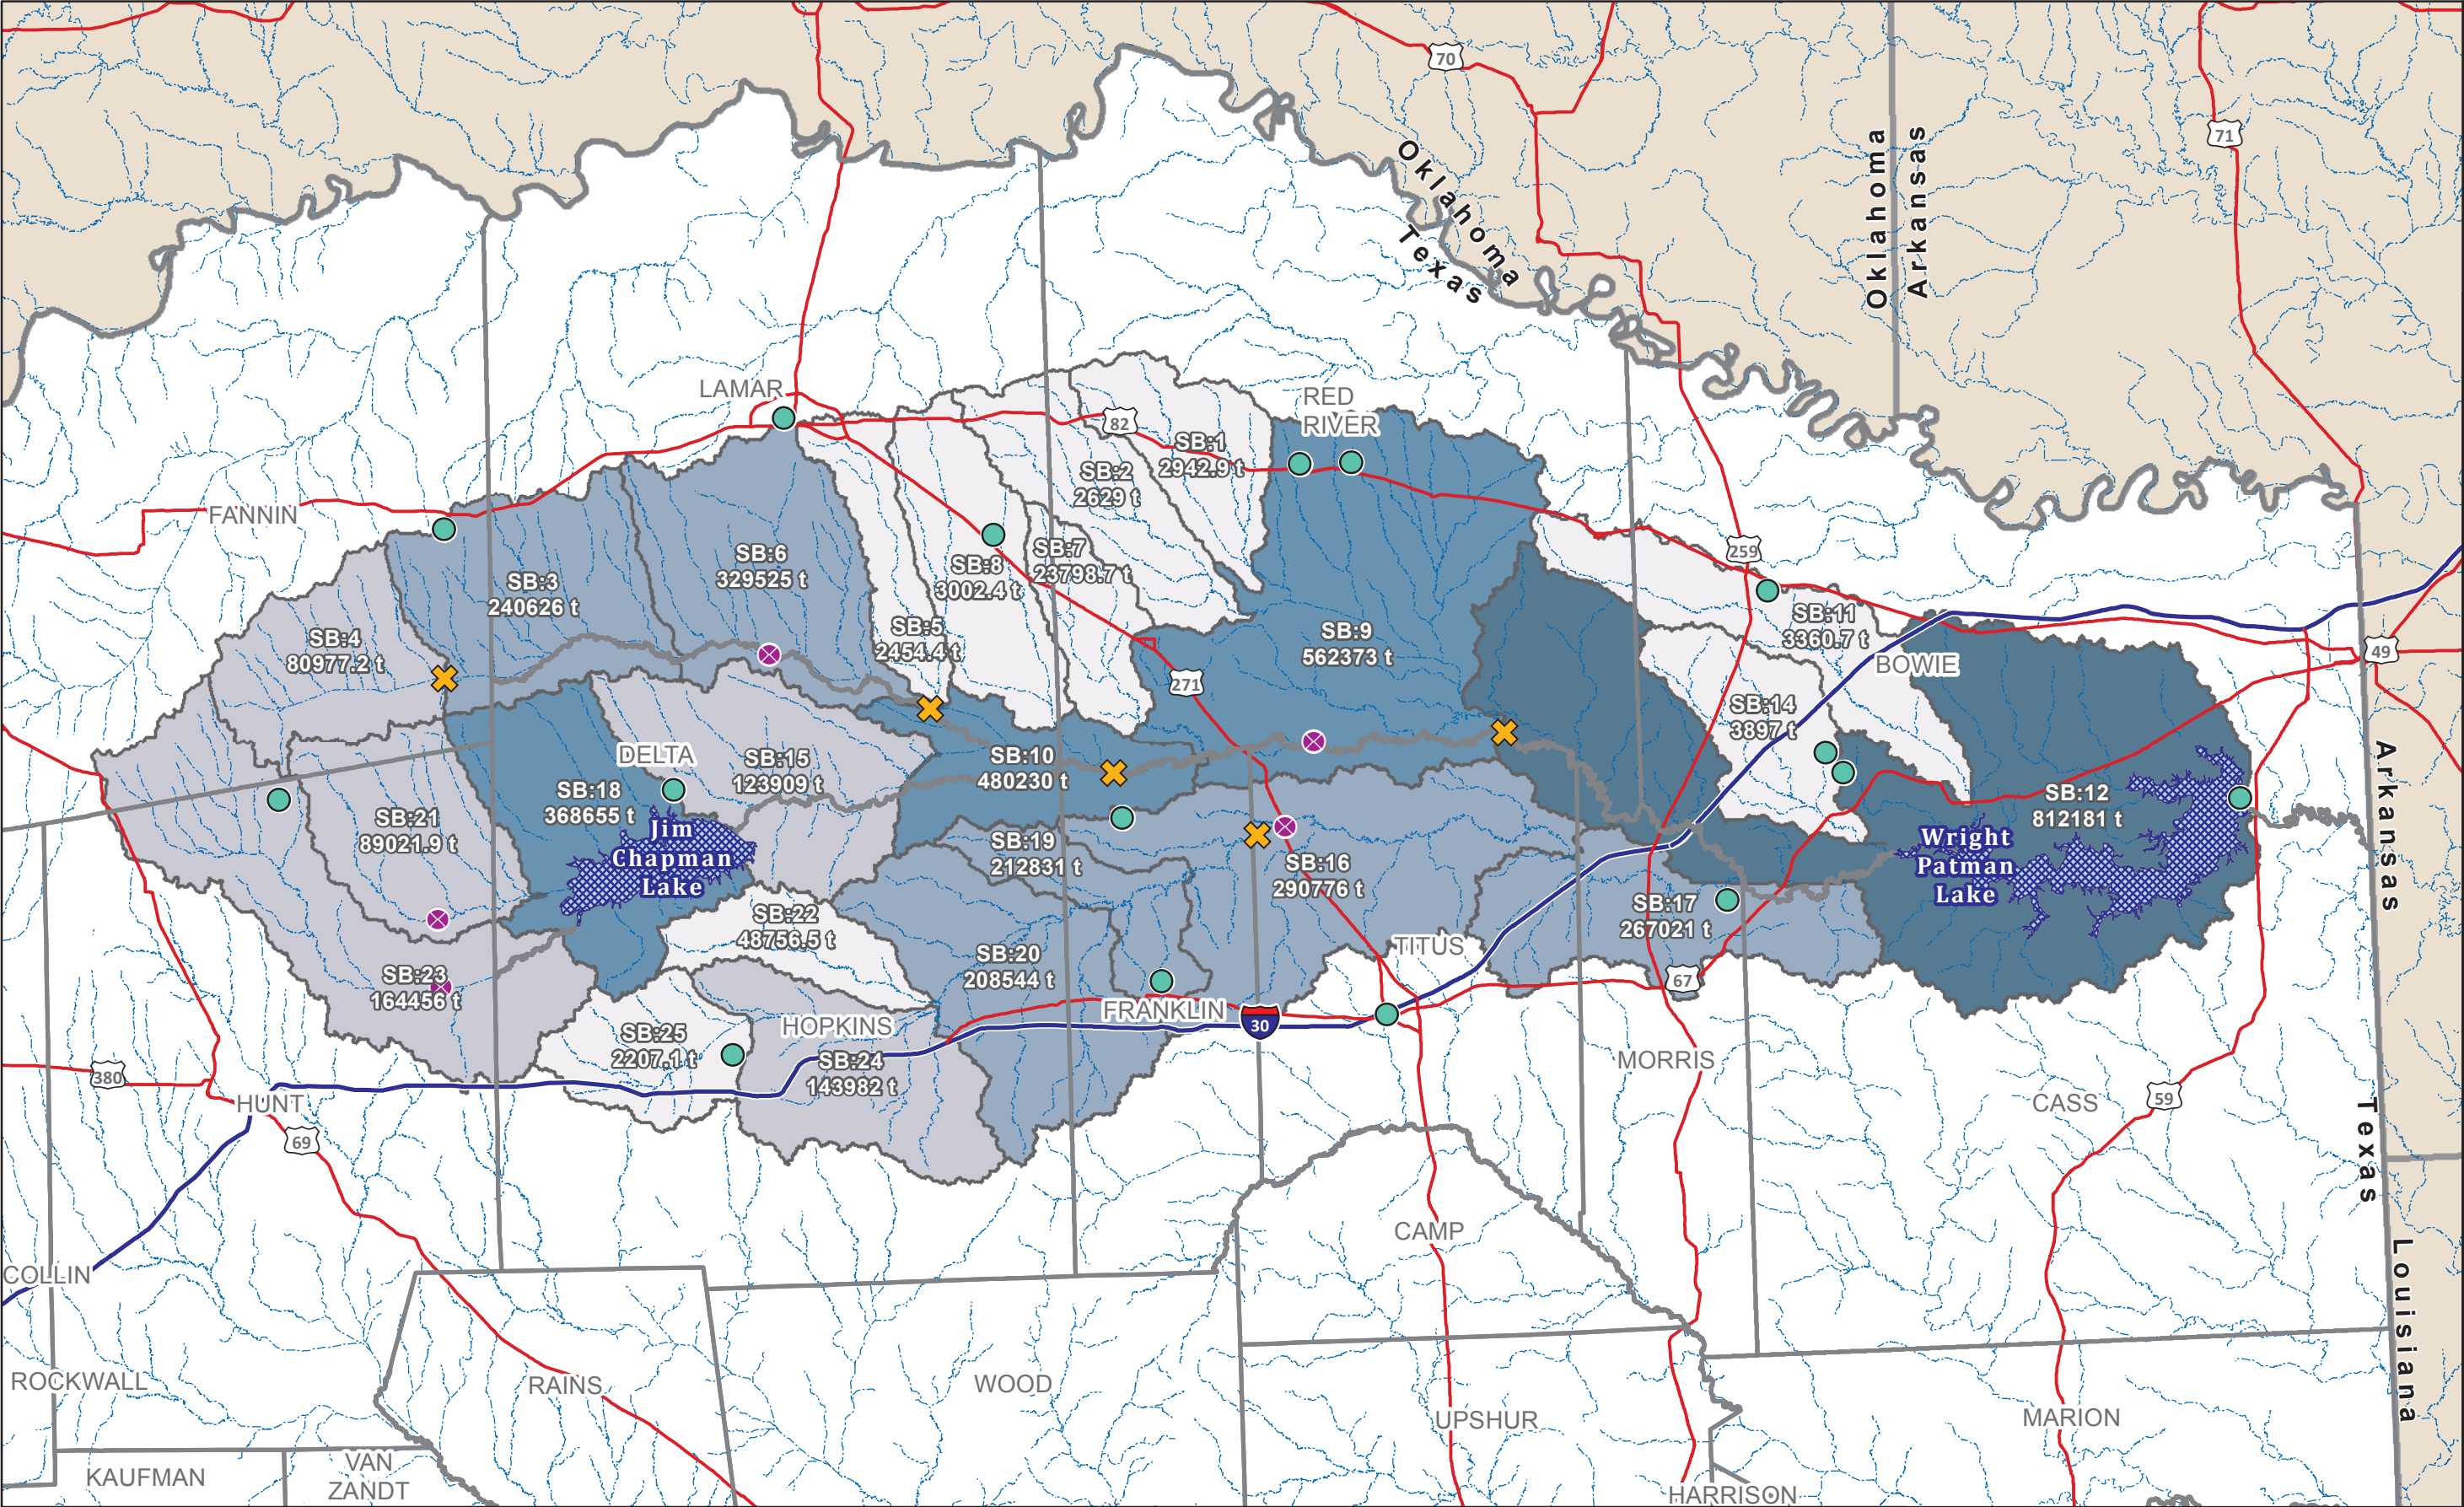 70
71
Oklahoma
Texas
Oklahoma
Arkansas
LAMAR
RED
RIVER
82
SB:1
2942.9 t
SB:2
2629 t
FANNIN
259
SB:7
23798.7 t
SB:8
3002.4 t
SB:6
329525 t
SB:3
240626 t
SB:4
80977.2 t
SB:5
2454.4 t
SB:9
562373 t
SB:11
3360.7 t
BOWIE
49
271
SB:14
3897 t
DELTA
SB:15
123909 t
SB:10
480230 t
SB:18
368655 t
SB:21
89021.9 t
Jim
Chapman
Lake
SB:19
212831 t
SB:16
290776 t
SB:12
812181 t
Wright
Patman
Lake
Arkansas
Texas
Louisiana
SB:17
267021 t
SB:22
48756.5 t
TITUS
SB:20
208544 t
SB:23
164456 t
67
FRANKLIN
30
HOPKINS
SB:25
2207.1 t
SB:24
143982 t
MORRIS
380
HUNT
69
CASS
59
CAMP
COLLIN
ROCKWALL
RAINS
WOOD
UPSHUR
MARION
KAUFMAN
VAN
ZANDT
HARRISON